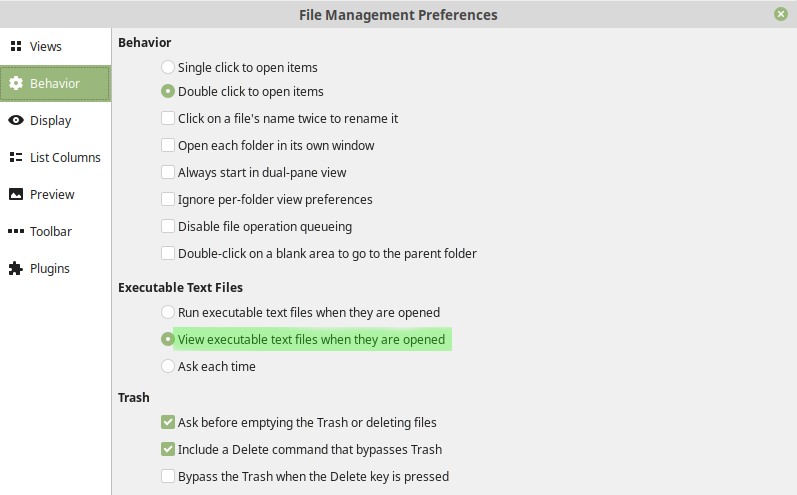 File Management Preferences
Views
Behavior
Display
List Columns
Preview
Toolbar
Plugins
Behavior
Single click to open items
Double click to open items
Click on a file's name twice to rename it
Open each folder in its own window
Always start in dual-pane view
Ignore per-folder view preferences
Disable file operation queueing
Double-click on a blank area to go to the parent folder
Executable Text Files
Run executable text files when they are opened
View executable text files when they are opened
Ask each time
Trash
Ask before emptying the Trash or deleting files
Include a Delete command that bypasses Trash
Bypass the Trash when the Delete key is pressed